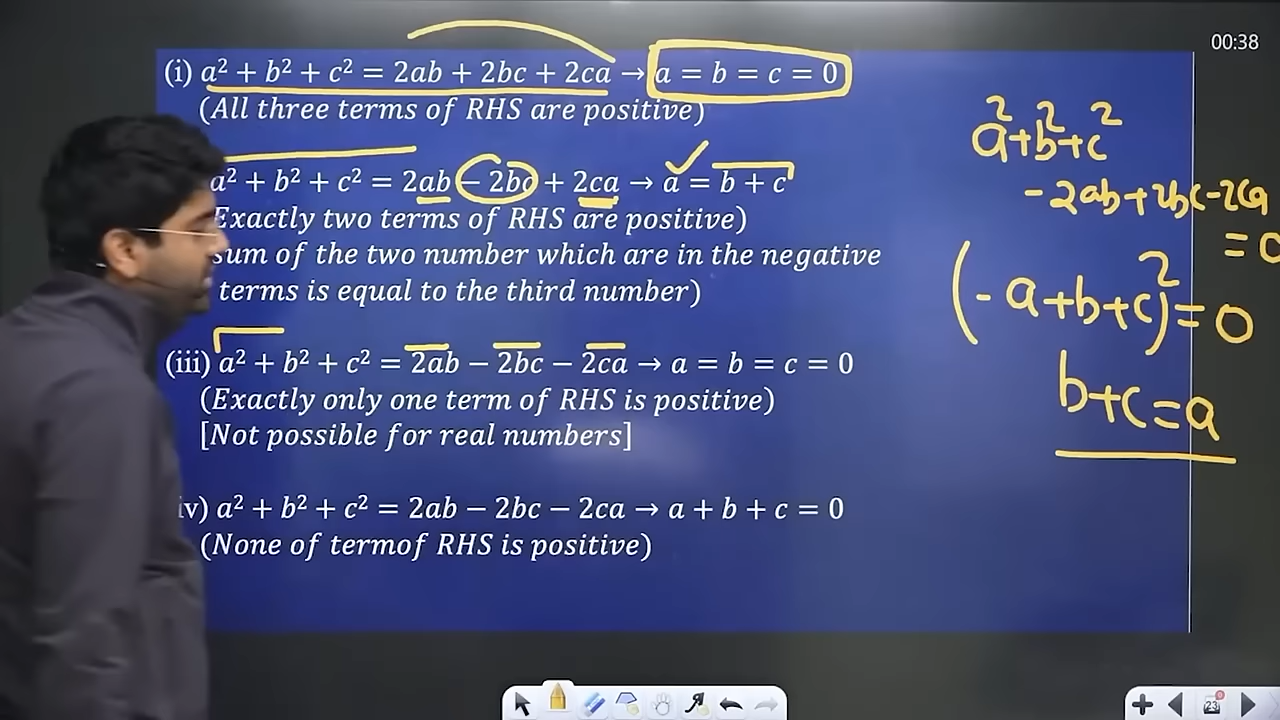 00:38
(i) a² + b² + c² = 2ab + 2bc + 2ca → a = b = c = 0
(All three terms of RHS are positive)
a² + b² + c² = 2ab − 2bc + 2ca → a = b + c
Exactly two terms of RHS are positive)
sum of the two number which are in the negative
terms is equal to the third number)
(iii) a² + b² + c² = 2ab − 2bc − 2ca → a = b = c = 0
(Exactly only one term of RHS is positive)
[Not possible for real numbers]
iv) a² + b² + c² = 2ab − 2bc − 2ca → a + b + c = 0
(None of termof RHS is positive)
a²+b²+c²
-2ab+2bc-2ca
=0
(-a+b+c)²=0
b+c=a
23